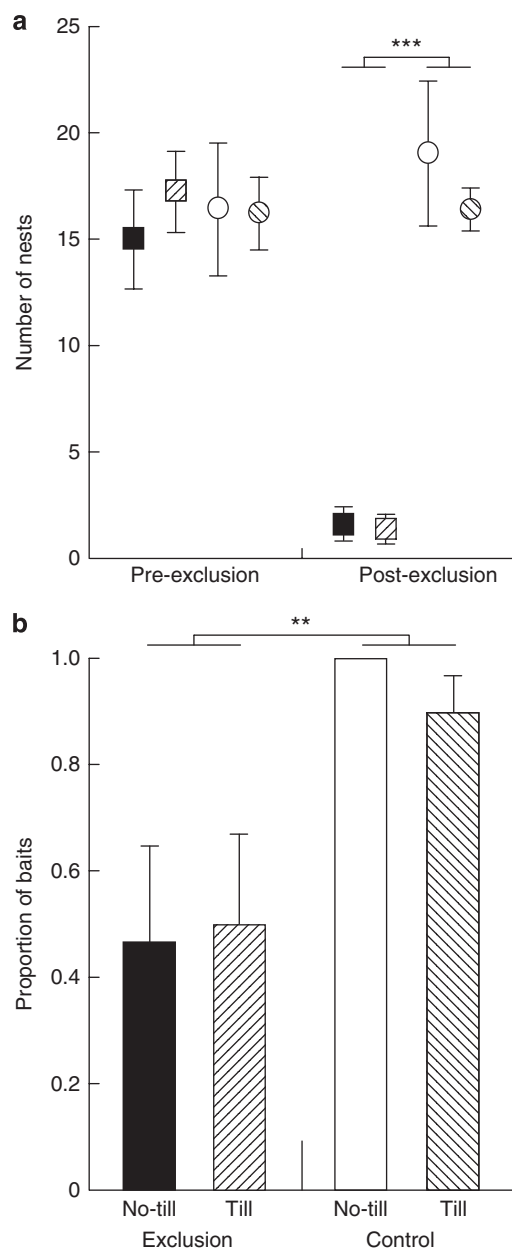 a
25
***
20
15
10
5
0
Number of nests
Pre-exclusion Post-exclusion
b
**
1.0
0.8
0.6
0.4
0.2
0
Proportion of baits
No-till Till No-till Till
Exclusion Control